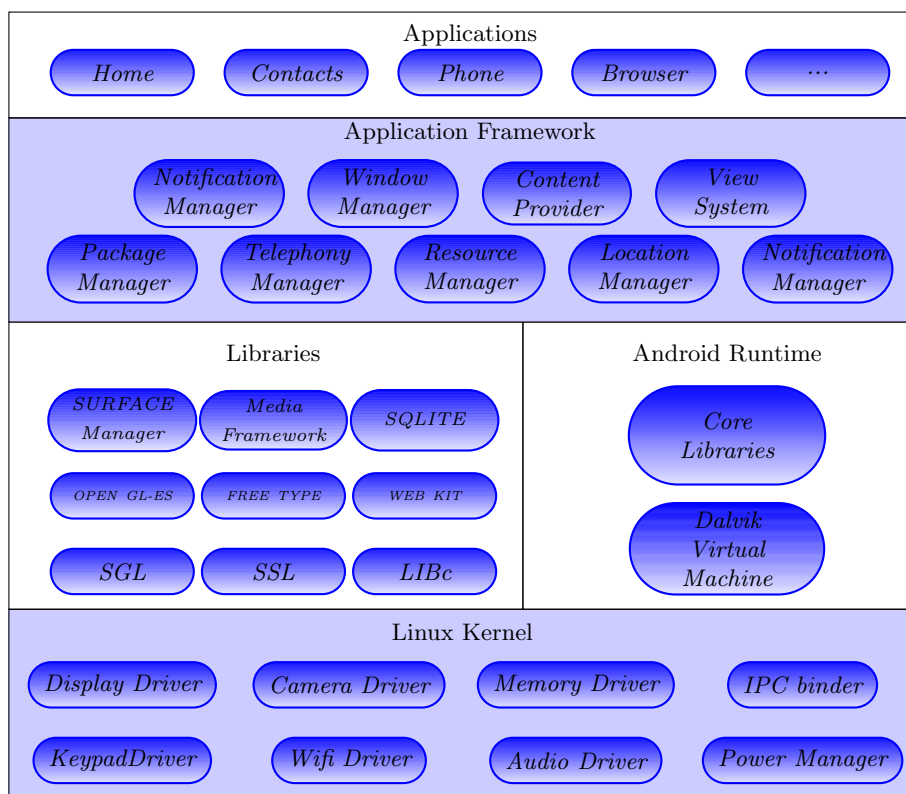 Applications
Home Contacts Phone Browser ...
Application Framework
Notification Window Content View
Manager Manager Provider System
Package Telephony Resource Location Notification
Manager Manager Manager Manager Manager
Libraries
SURFACE Media SQLITE
Manager Framework
OPEN GL-ES FREE TYPE WEB KIT
SGL SSL LIBc
Android Runtime
Core
Libraries
Dalvik
Virtual
Machine
Linux Kernel
Display Driver Camera Driver Memory Driver IPC binder
KeypadDriver Wifi Driver Audio Driver Power Manager